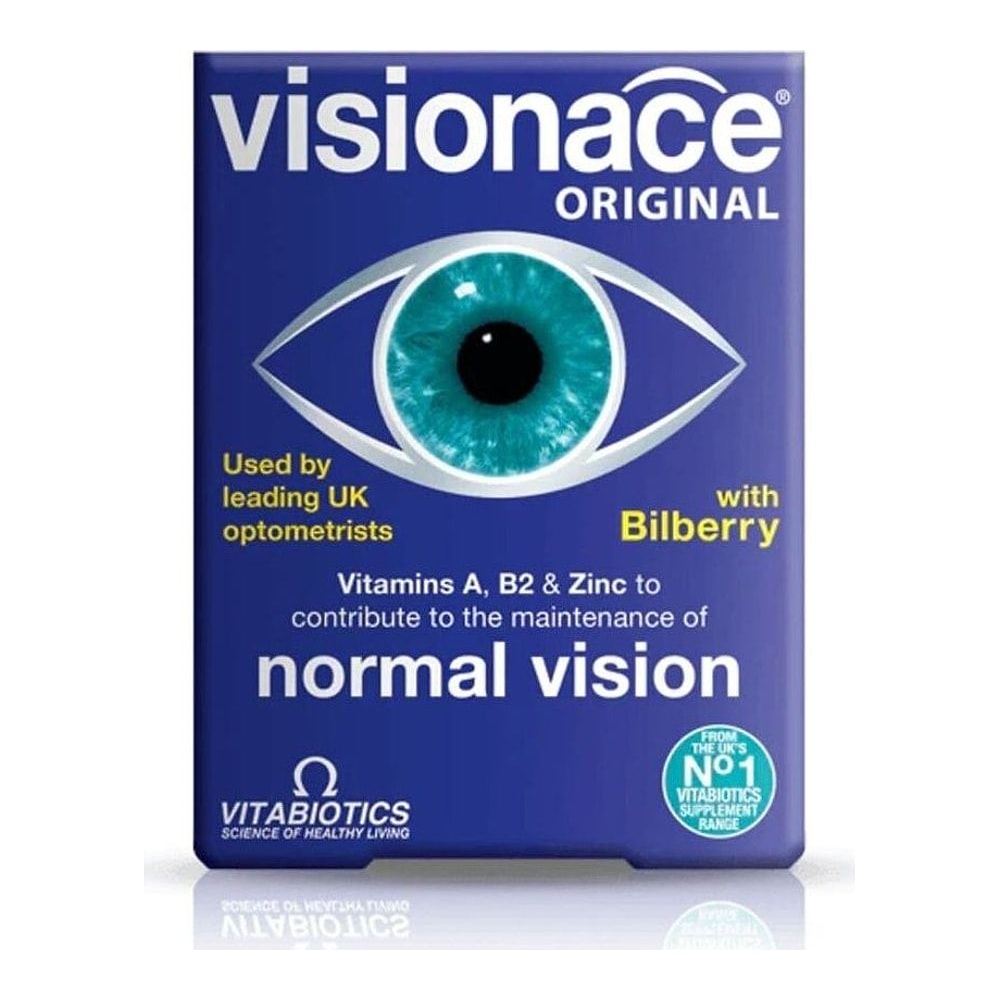 visionace®
ORIGINAL
Used by
leading UK
optometrists
with
Bilberry
Vitamins A, B2 & Zinc to
contribute to the maintenance of
normal vision
VITABIOTICS
SCIENCE OF HEALTHY LIVING
FROM
THE UK'S
Nº1
VITABIOTICS
SUPPLEMENT
RANGE